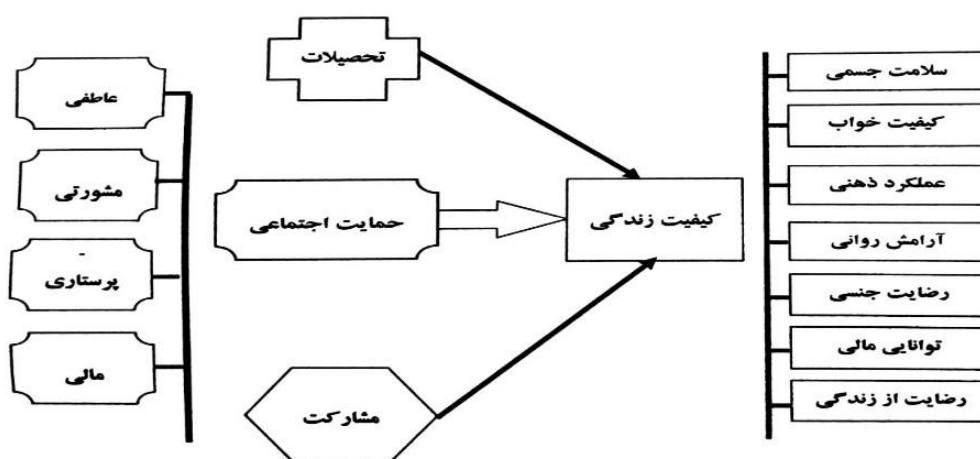 تحصیلات
سلامت جسمی
عاطفی
کیفیت خواب
مشورتی
عملکرد ذهنی
حمایت اجتماعی
کیفیت زندگی
آرامش روانی
-
پرستاری
رضایت جنسی
توانایی مالی
مالی
رضایت از زندگی
مشارکت